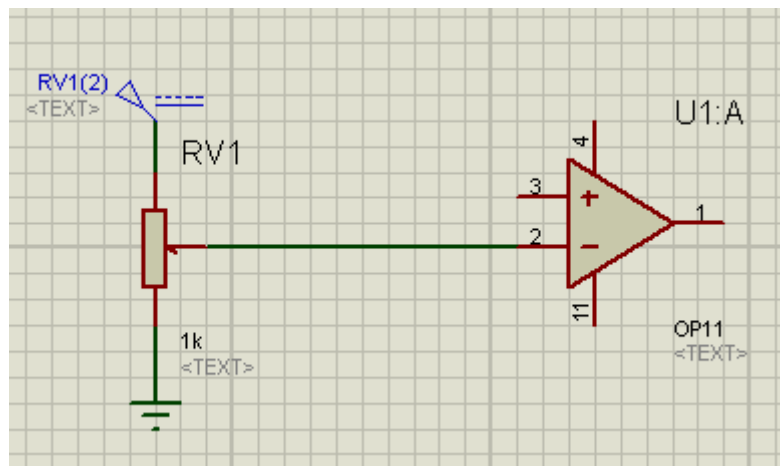 RV1(2)
<TEXT>
RV1
1k
<TEXT>
U1:A
4
3
2
1
11
OP11
<TEXT>